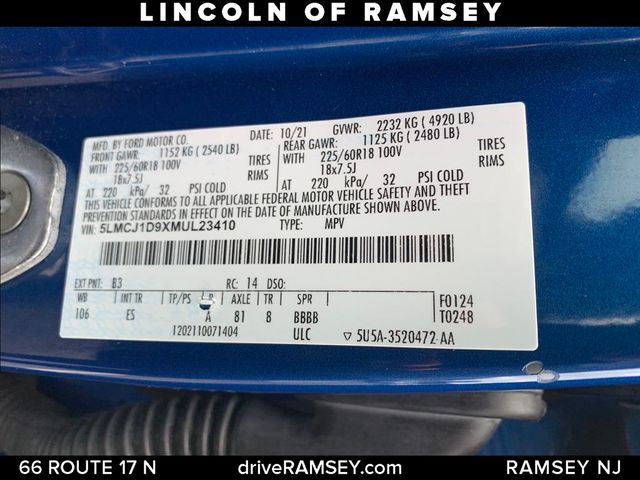 LINCOLN OF RAMSEY
MFD. BY FORD MOTOR CO. DATE: 10/21 GVWR: 2232 KG ( 4920 LB)
FRONT GAWR: 1152 KG ( 2540 LB) REAR GAWR: 1125 KG ( 2480 LB)
WITH 225/60R18 100V TIRES WITH 225/60R18 100V TIRES
18x7.5J RIMS 18x7.5J RIMS
AT 220 kPa/ 32 PSI COLD AT 220 kPa/ 32 PSI COLD
THIS VEHICLE CONFORMS TO ALL APPLICABLE FEDERAL MOTOR VEHICLE SAFETY AND THEFT
PREVENTION STANDARDS IN EFFECT ON THE DATE OF MANUFACTURE SHOWN ABOVE.
VIN: 5LMCJ1D9XMUL23410 TYPE: MPV
EXT PNT: B3 RC: 14 DSO:
WB INT TR TP/PS R AXLE TR SPR F0124
106 ES A 81 8 BBBB T0248
1202110071404 ULC ▽ 5U5A-3520472 AA
66 ROUTE 17 N driveRAMSEY.com RAMSEY NJ